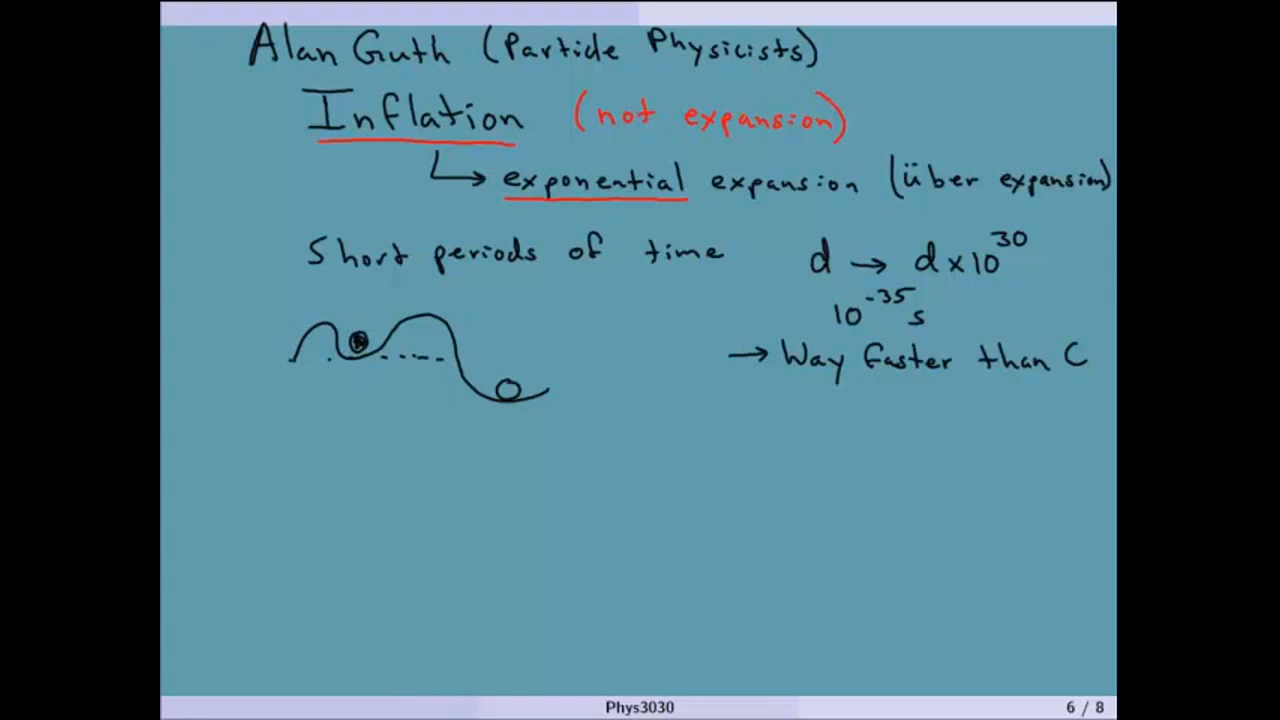 Alan Guth (Particle Physicists)
Inflation (not expansion)
exponential expansion (über expansion)
Short periods of time d → d x 10^30
10^-35 s
→ Way faster than C
Phys3030 6 / 8